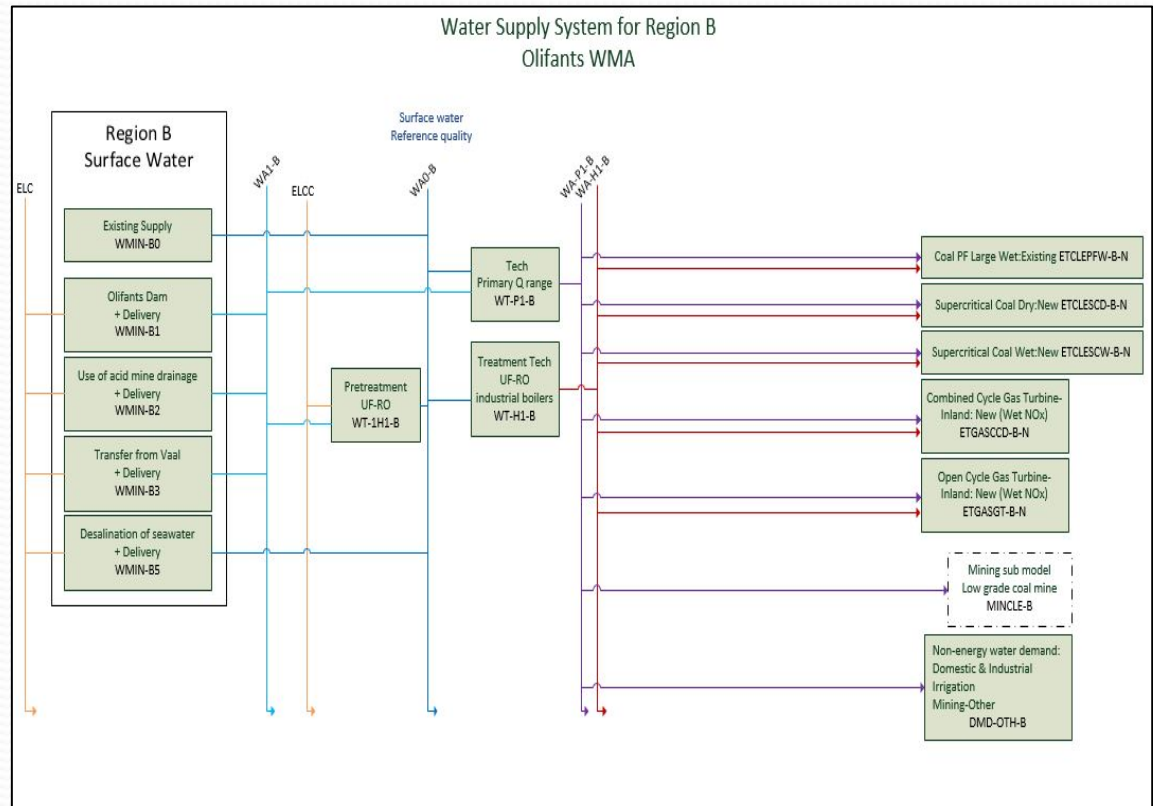 Water Supply System for Region B
Olifants WMA
Surface water
Reference quality
Region B
Surface Water
ELC
WA1-B
ELCC
WA0-B
WA-P1-B
WA-H1-B
Existing Supply
WMIN-B0
Olifants Dam
+ Delivery
WMIN-B1
Use of acid mine drainage
+ Delivery
WMIN-B2
Transfer from Vaal
+ Delivery
WMIN-B3
Desalination of seawater
+ Delivery
WMIN-B5
Pretreatment
UF-RO
WT-1H1-B
Tech
Primary Q range
WT-P1-B
Treatment Tech
UF-RO
industrial boilers
WT-H1-B
Coal PF Large Wet:Existing ETCLEPFW-B-N
Supercritical Coal Dry:New ETCLESCD-B-N
Supercritical Coal Wet:New ETCLESCW-B-N
Combined Cycle Gas Turbine-
Inland: New (Wet NOx)
ETGASCCD-B-N
Open Cycle Gas Turbine-
Inland: New (Wet NOx)
ETGASGT-B-N
Mining sub model
Low grade coal mine
MINCLE-B
Non-energy water demand:
Domestic & Industrial
Irrigation
Mining-Other
DMD-OTH-B